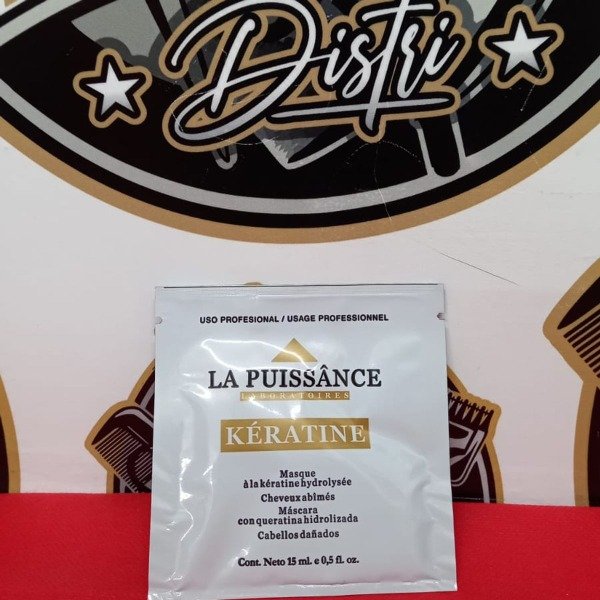 Distri
USO PROFESIONAL / USAGE PROFESSIONNEL
LA PUISSÂNCE
LABORATOIRES
KÉRATINE
Masque
à la kératine hydrolysée
Cheveux abîmés
Máscara
con queratina hidrolizada
Cabellos dañados
Cont. Neto 15 ml. e 0,5 fl. oz.